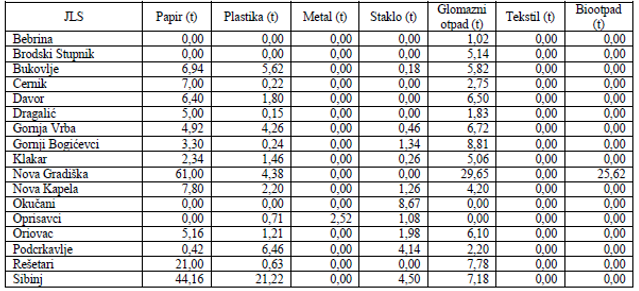 JLS Papir (t) Plastika (t) Metal (t) Staklo (t) Glomazni otpad (t) Tekstil (t) Biootpad (t)
Bebrina 0,00 0,00 0,00 0,00 1,02 0,00 0,00
Brodski Stupnik 0,00 0,00 0,00 0,00 5,14 0,00 0,00
Bukovlje 6,94 5,62 0,00 0,18 5,82 0,00 0,00
Cernik 7,00 0,22 0,00 0,00 2,75 0,00 0,00
Davor 6,40 1,80 0,00 0,00 6,50 0,00 0,00
Dragalić 5,00 0,15 0,00 0,00 1,83 0,00 0,00
Gornja Vrba 4,92 4,26 0,00 0,46 6,72 0,00 0,00
Gornji Bogićevci 3,30 0,24 0,00 1,34 8,81 0,00 0,00
Klakar 2,34 1,46 0,00 0,26 5,06 0,00 0,00
Nova Gradiška 61,00 4,38 0,00 0,00 29,65 0,00 25,62
Nova Kapela 7,80 2,20 0,00 1,26 4,20 0,00 0,00
Okučani 0,00 0,00 0,00 8,67 0,00 0,00 0,00
Oprisavci 0,00 0,71 2,52 1,08 0,00 0,00 0,00
Oriovac 5,16 1,21 0,00 1,98 6,10 0,00 0,00
Podcrkavlje 0,42 6,46 0,00 4,14 2,20 0,00 0,00
Rešetari 21,00 0,63 0,00 0,00 7,78 0,00 0,00
Sibinj 44,16 21,22 0,00 4,50 7,18 0,00 0,00